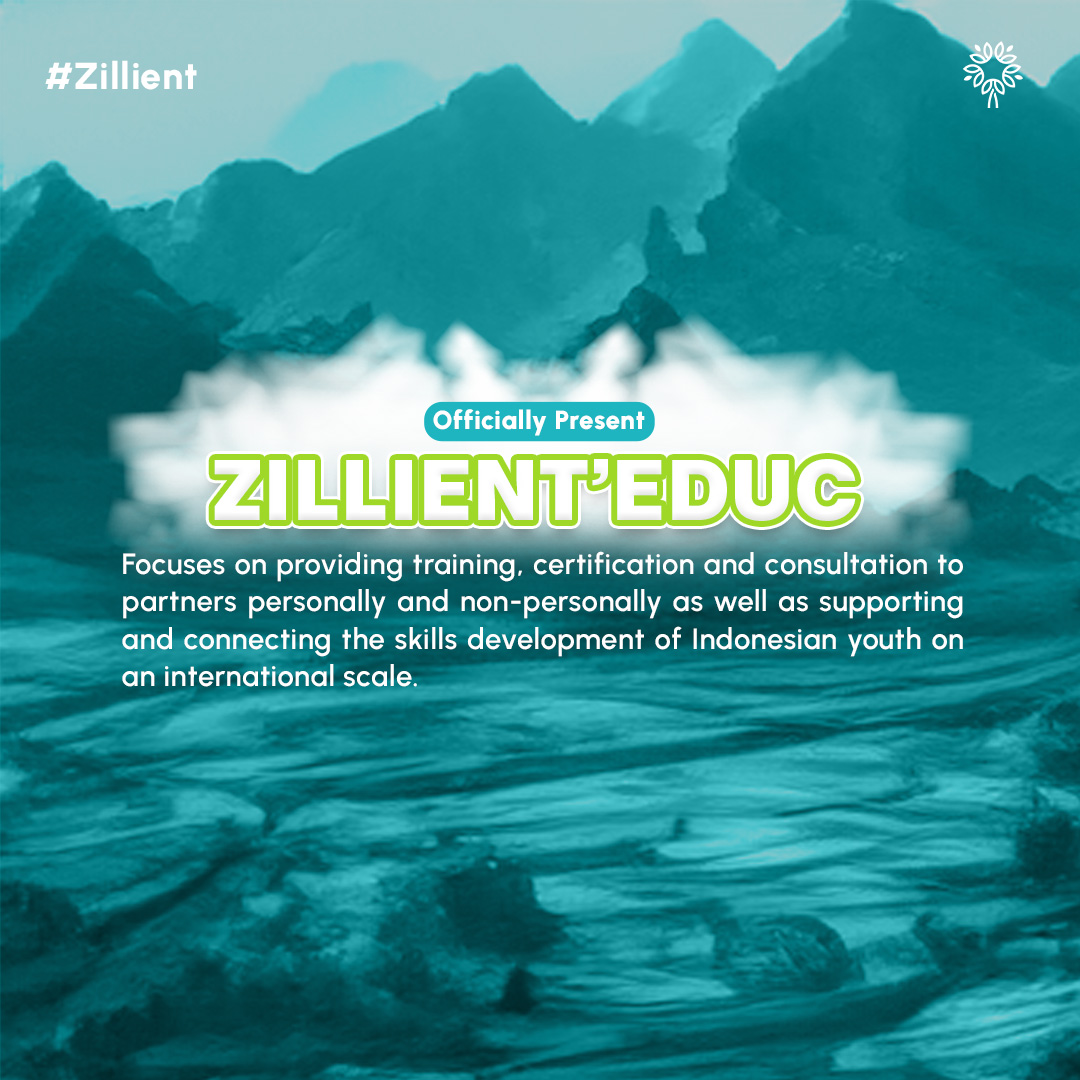 #Zillient
Officially Present
ZILLIENT’EDUC
Focuses on providing training, certification and consultation to
partners personally and non-personally as well as supporting
and connecting the skills development of Indonesian youth on
an international scale.